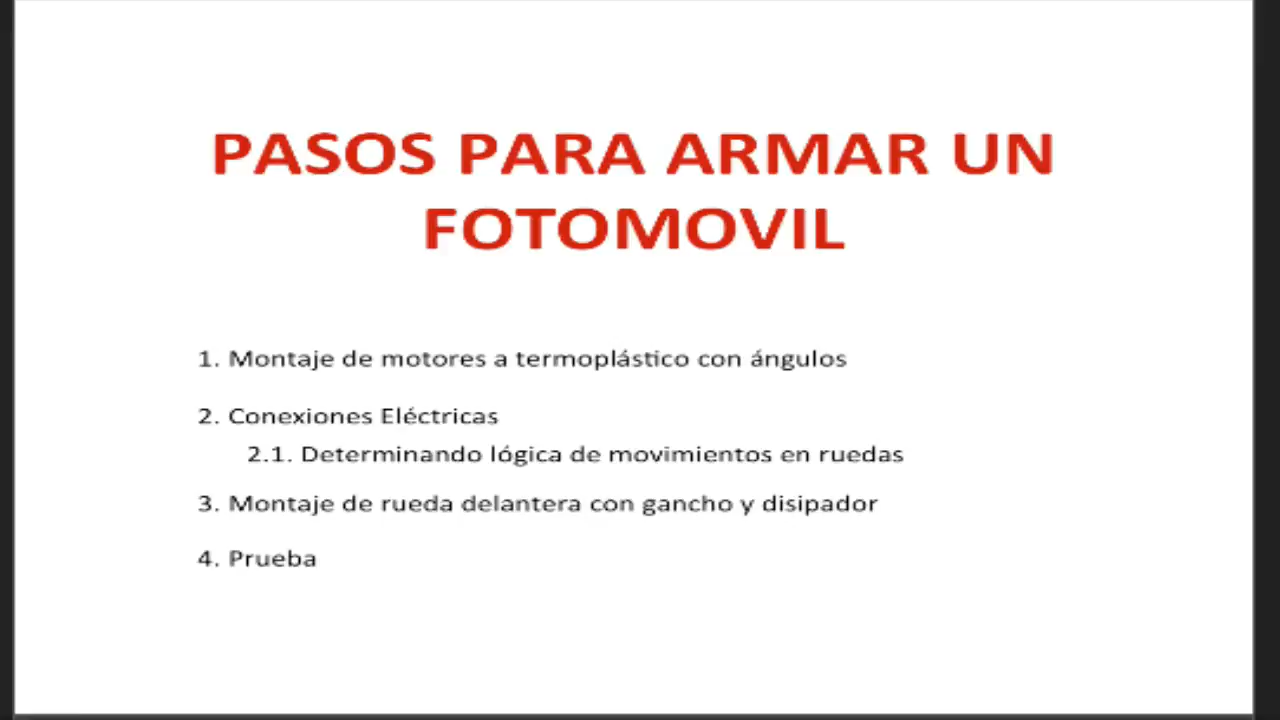 PASOS PARA ARMAR UN
FOTOMOVIL
1. Montaje de motores a termoplástico con ángulos
2. Conexiones Eléctricas
2.1. Determinando lógica de movimientos en ruedas
3. Montaje de rueda delantera con gancho y disipador
4. Prueba